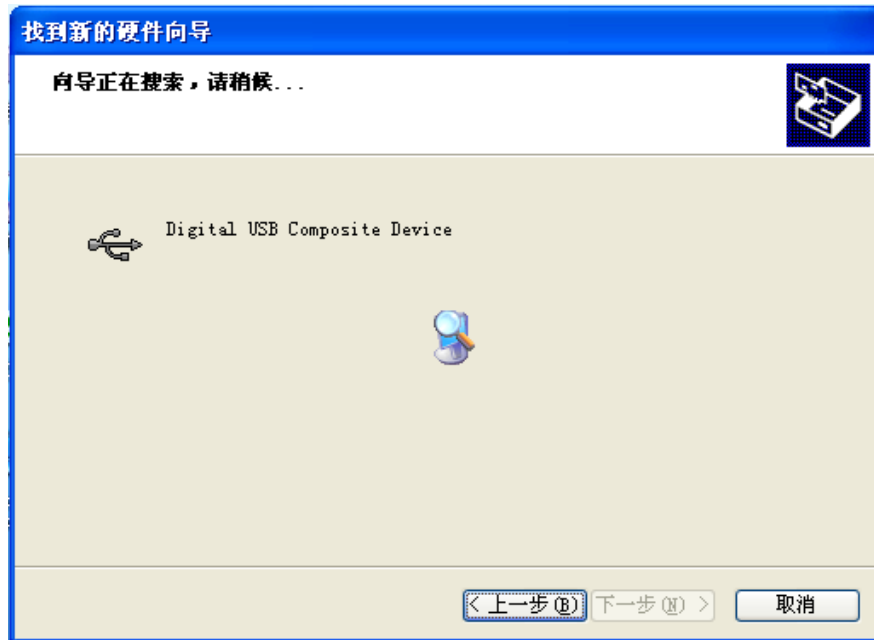 找到新的硬件向导
向导正在搜索，请稍候...
Digital USB Composite Device
< 上一步(B) 下一步(N) > 取消